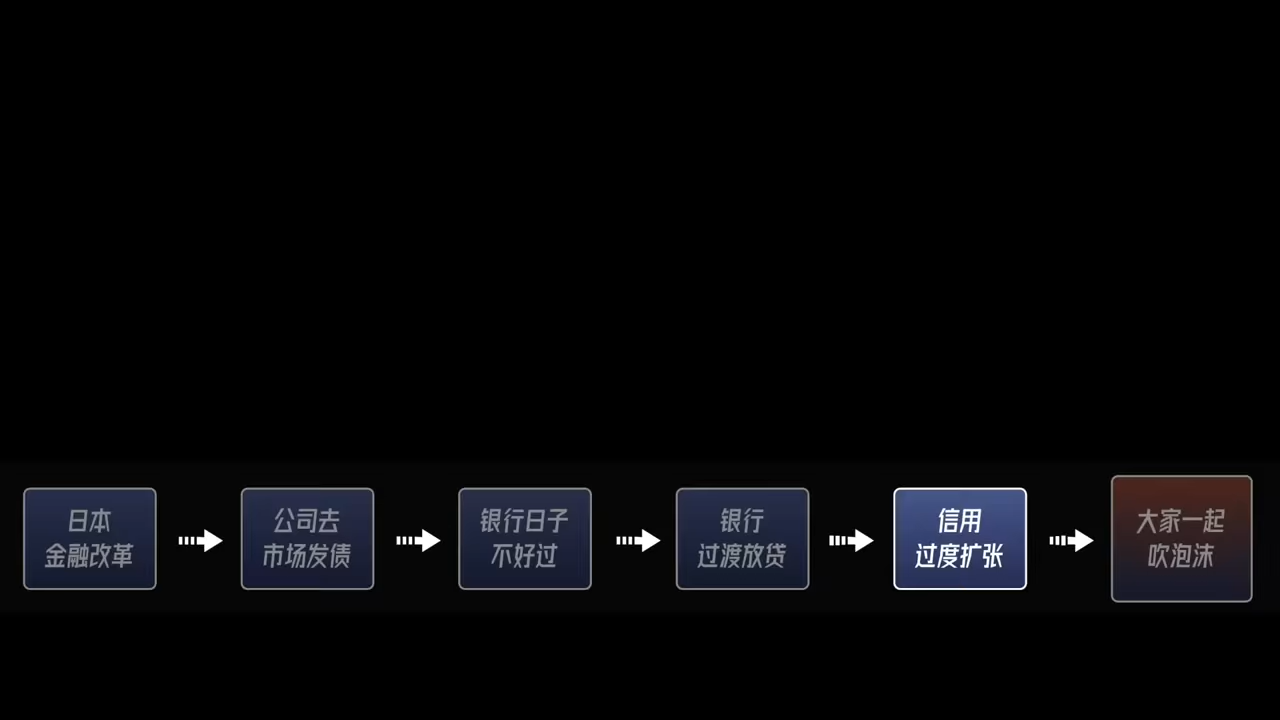 日本
金融改革
公司去
市场发债
银行日子
不好过
银行
过渡放贷
信用
过度扩张
大家一起
吹泡沫